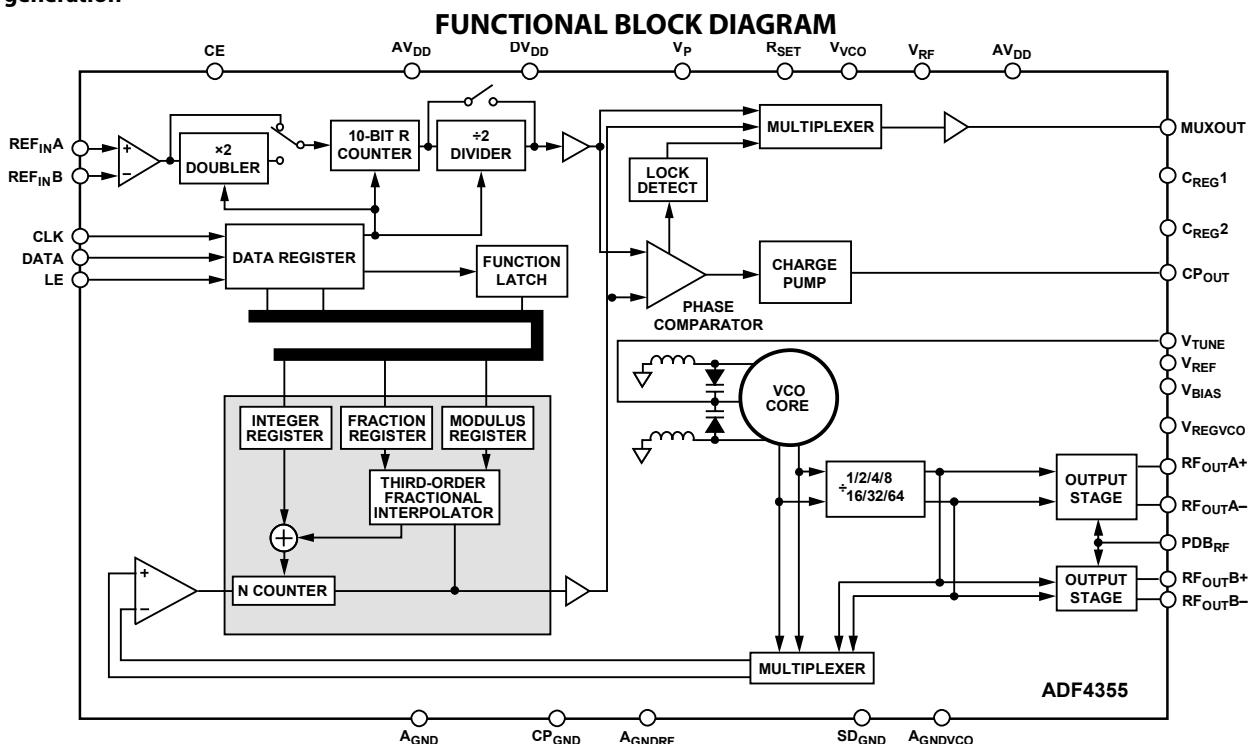 generation
FUNCTIONAL BLOCK DIAGRAM
CE
AVDD
DVDD
VP
RSET
VVCO
VRF
AVDD
REFINA
REFINB
+
−
×2
DOUBLER
10-BIT R
COUNTER
÷2
DIVIDER
MULTIPLEXER
MUXOUT
LOCK
DETECT
CREG1
CREG2
CLK
DATA
LE
DATA REGISTER
FUNCTION
LATCH
CHARGE
PUMP
CPOUT
PHASE
COMPARATOR
VTUNE
VREF
VBIAS
VREGVCO
VCO
CORE
INTEGER
REGISTER
FRACTION
REGISTER
MODULUS
REGISTER
THIRD-ORDER
FRACTIONAL
INTERPOLATOR
+
÷
1/2/4/8
16/32/64
OUTPUT
STAGE
RFOUTA+
RFOUTA−
PDBRF
OUTPUT
STAGE
RFOUTB+
RFOUTB−
+
−
N COUNTER
MULTIPLEXER
ADF4355
AGND
CPGND
AGNDRF
SDGND
AGNDVCO